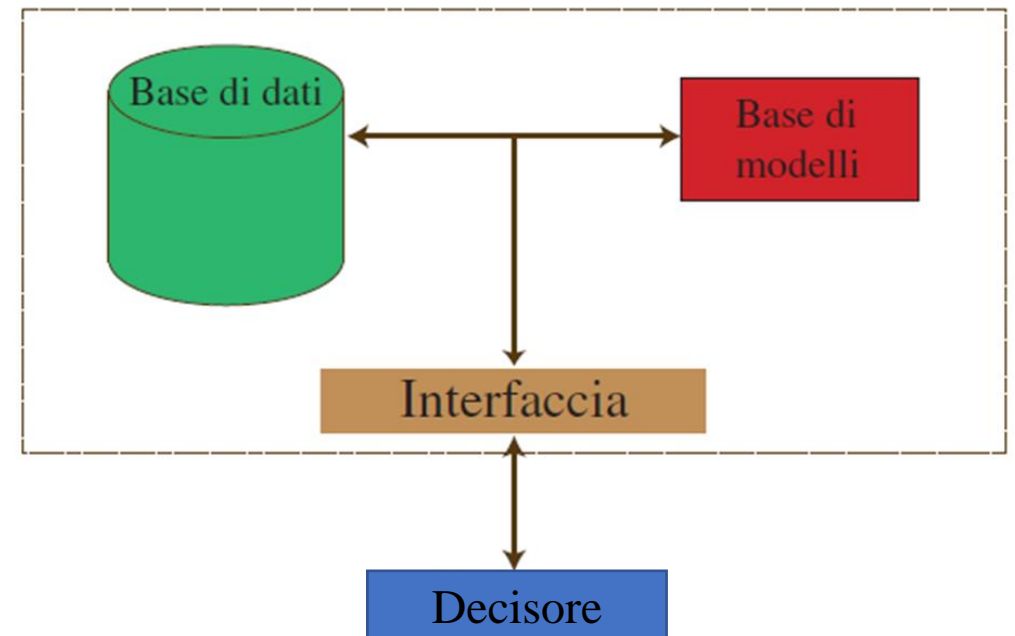 Base di dati
Base di
modelli
Interfaccia
Decisore